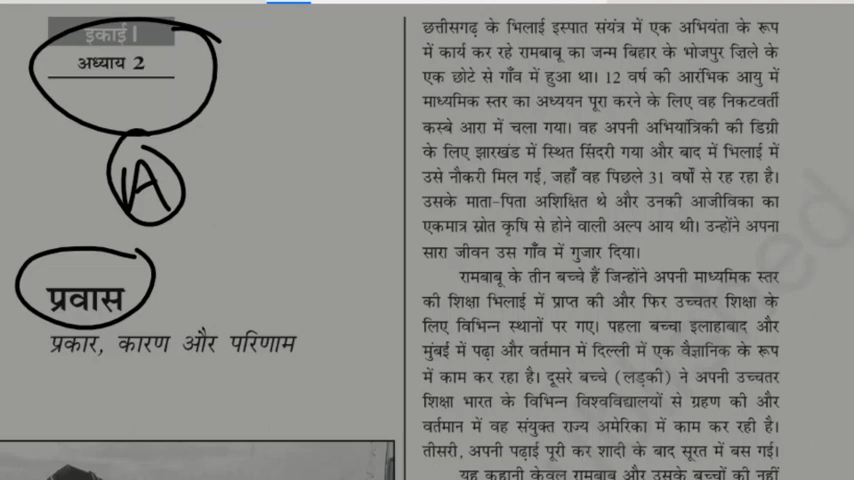 इकाई I
अध्याय 2
A
प्रवास
प्रकार, कारण और परिणाम
छत्तीसगढ़ के भिलाई इस्पात संयंत्र में एक अभियंता के रूप
में कार्य कर रहे रामबाबू का जन्म बिहार के भोजपुर ज़िले के
एक छोटे से गाँव में हुआ था। 12 वर्ष की आरंभिक आयु में
माध्यमिक स्तर का अध्ययन पूरा करने के लिए वह निकटवर्ती
कस्बे आरा में चला गया। वह अपनी अभियांत्रिकी की डिग्री
के लिए झारखंड में स्थित सिंदरी गया और बाद में भिलाई में
उसे नौकरी मिल गई, जहाँ वह पिछले 31 वर्षों से रह रहा है।
उसके माता-पिता अशिक्षित थे और उनकी आजीविका का
एकमात्र स्रोत कृषि से होने वाली अल्प आय थी। उन्होंने अपना
सारा जीवन उस गाँव में गुजार दिया।
रामबाबू के तीन बच्चे हैं जिन्होंने अपनी माध्यमिक स्तर
की शिक्षा भिलाई में प्राप्त की और फिर उच्चतर शिक्षा के
लिए विभिन्न स्थानों पर गए। पहला बच्चा इलाहाबाद और
मुंबई में पढ़ा और वर्तमान में दिल्ली में एक वैज्ञानिक के रूप
में काम कर रहा है। दूसरे बच्चे (लड़की) ने अपनी उच्चतर
शिक्षा भारत के विभिन्न विश्वविद्यालयों से ग्रहण की और
वर्तमान में वह संयुक्त राज्य अमेरिका में काम कर रही है।
तीसरी, अपनी पढ़ाई पूरी कर शादी के बाद सूरत में बस गई।
यह कहानी केवल रामबाबू और उसके बच्चों की नहीं